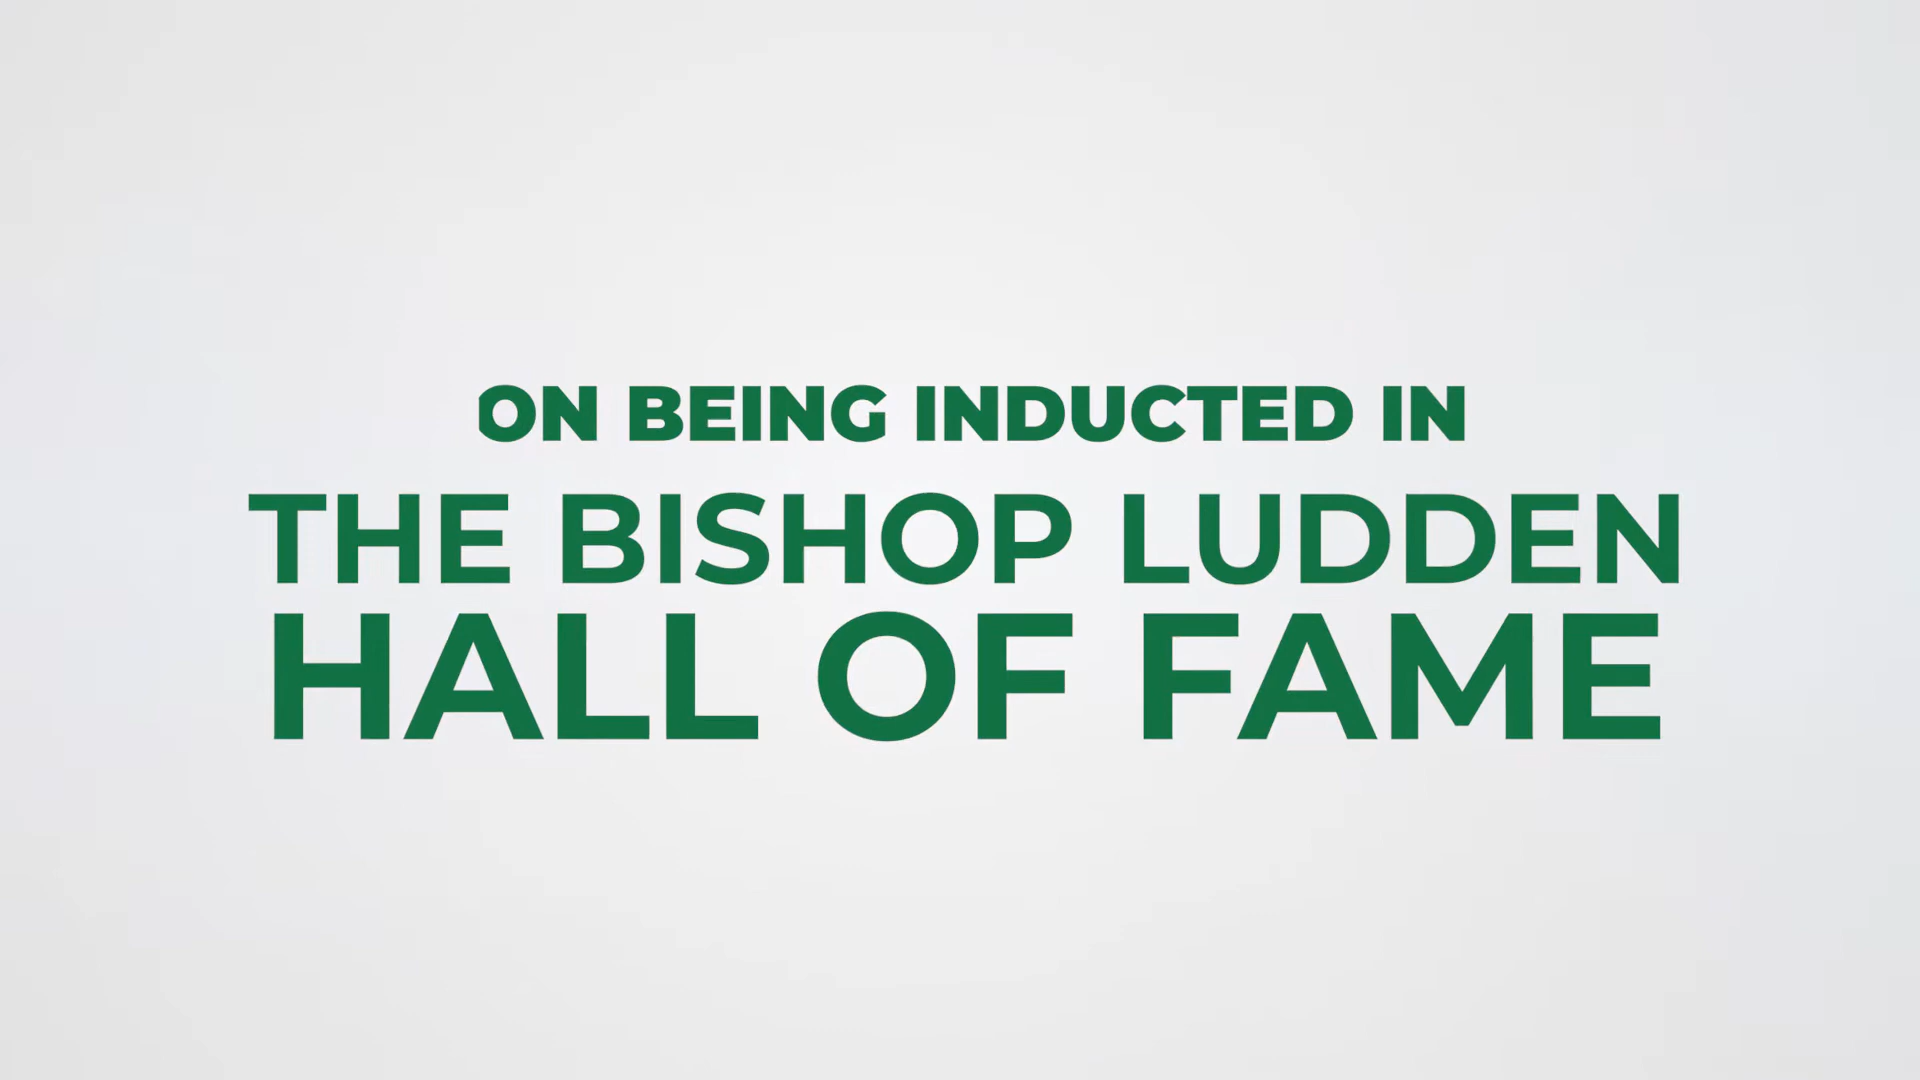 ON BEING INDUCTED IN
THE BISHOP LUDDEN
HALL OF FAME